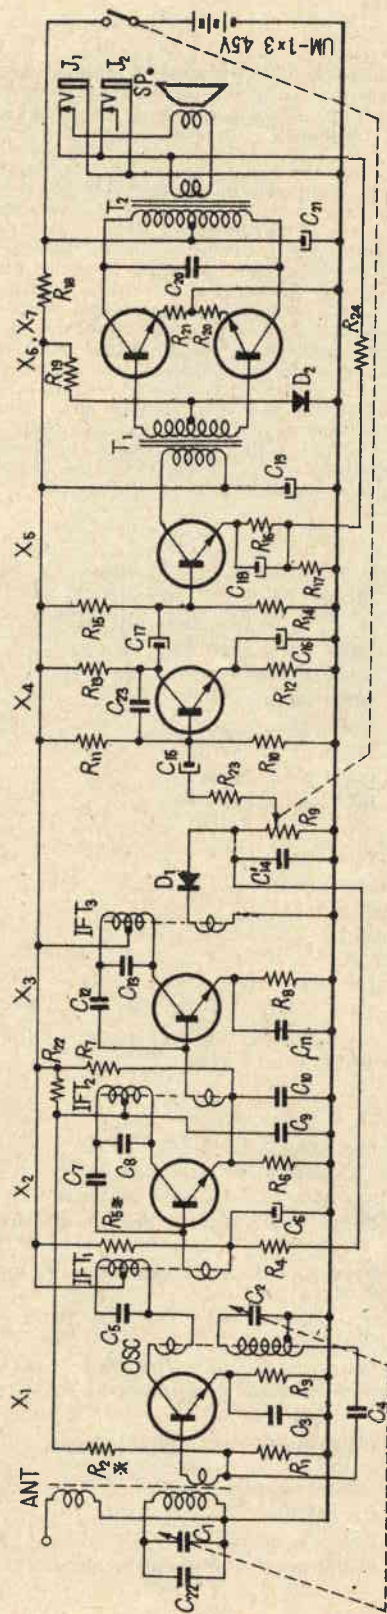 ANT
X₁
X₂
X₃
X₄
X₅
X₆. X₇
C₂₂
C₁
R₂
※
R₁
C₃
R₃
C₄
OSC
C₂
C₅
IFT₁
R₅※
R₄
C₆
C₇
C₈
R₆
IFT₂
R₂₂
R₇
C₉
C₁₀
C₁₁
R₈
C₁₂
C₁₃
IFT₃
D₁
C₁₄
R₉
R₂₃
C₁₅
R₁₁
R₁₀
C₂₃
R₁₃
R₁₂
C₁₆
C₁₇
R₁₅
R₁₄
C₁₈
R₁₆
R₁₇
C₁₉
T₁
D₂
R₁₉
R₁₈
R₂₁
R₂₀
C₂₀
T₂
C₂₁
R₂₄
SP.
J₁
J₂
UM-1×3 4.5V